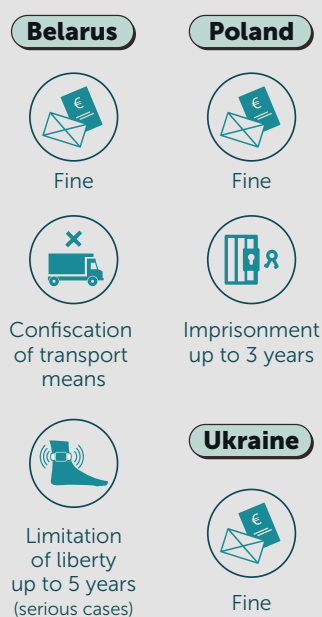 Belarus
Fine
Confiscation
of transport
means
Limitation
of liberty
up to 5 years
(serious cases)
Poland
Fine
Imprisonment
up to 3 years
Ukraine
Fine